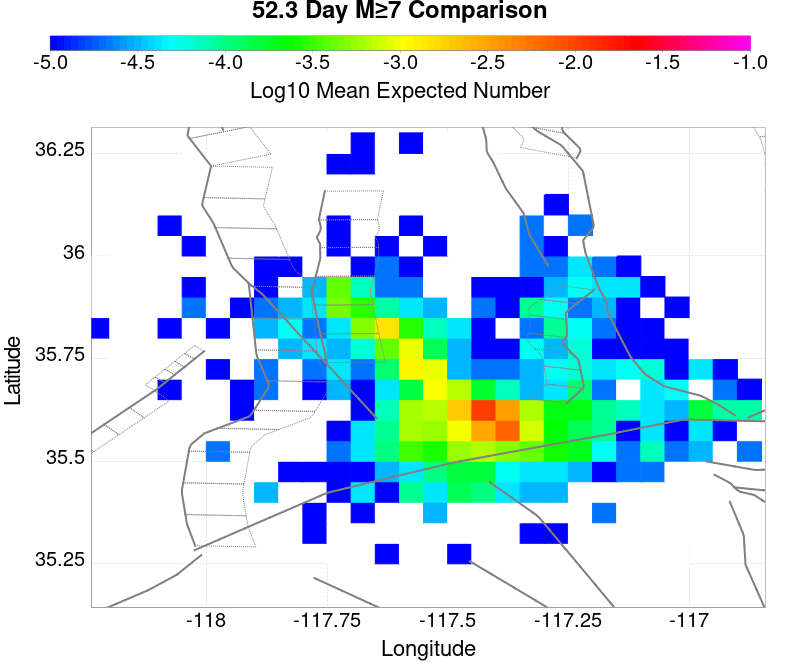 52.3 Day M≥7 Comparison
-5.0 -4.5 -4.0 -3.5 -3.0 -2.5 -2.0 -1.5 -1.0
Log10 Mean Expected Number
36.25
36
35.75
35.5
35.25
Latitude
-118 -117.75 -117.5 -117.25 -117
Longitude